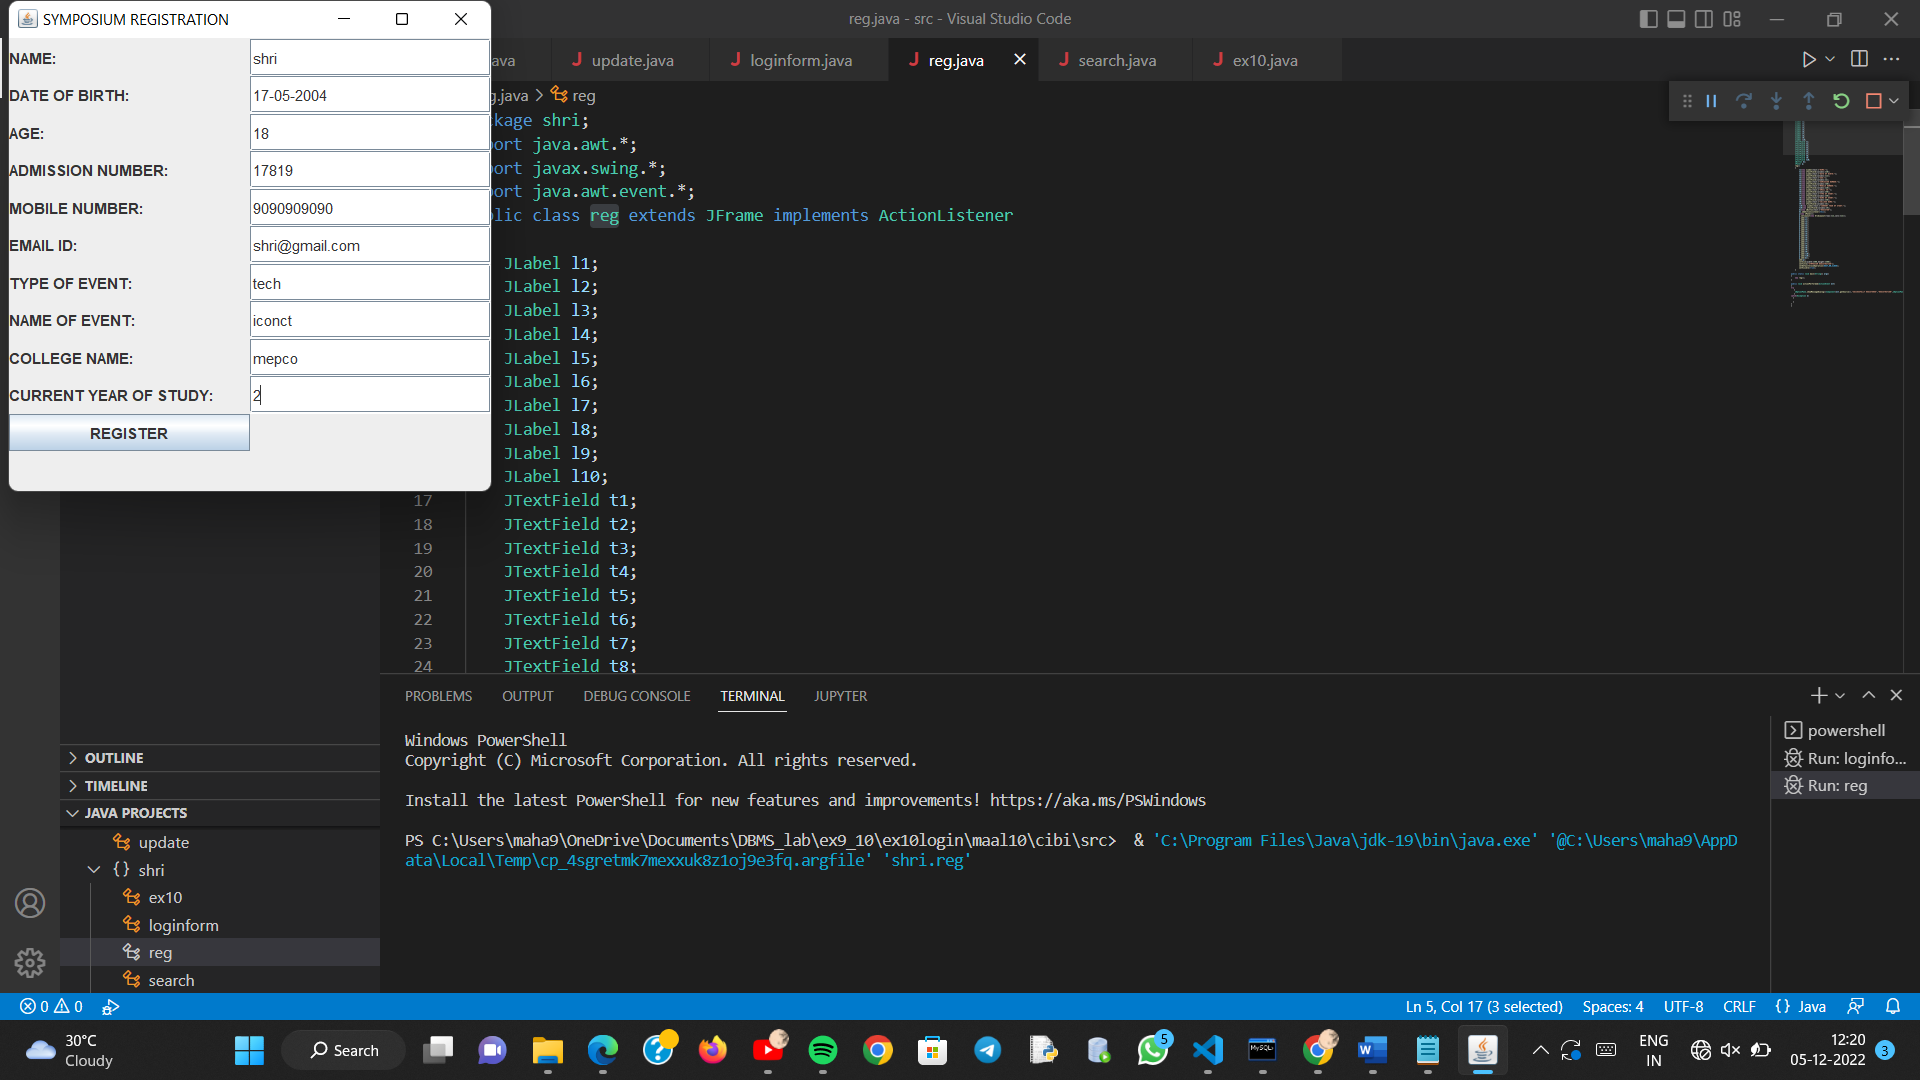 SYMPOSIUM REGISTRATION
NAME: shri
DATE OF BIRTH: 17-05-2004
AGE: 18
ADMISSION NUMBER: 17819
MOBILE NUMBER: 9090909090
EMAIL ID: shri@gmail.com
TYPE OF EVENT: tech
NAME OF EVENT: iconct
COLLEGE NAME: mepco
CURRENT YEAR OF STUDY: 2
REGISTER
reg.java - src - Visual Studio Code
ava update.java loginform.java reg.java search.java ex10.java
g.java > reg
ckage shri;
ort java.awt.*;
ort javax.swing.*;
ort java.awt.event.*;
lic class reg extends JFrame implements ActionListener
JLabel l1;
JLabel l2;
JLabel l3;
JLabel l4;
JLabel l5;
JLabel l6;
JLabel l7;
JLabel l8;
JLabel l9;
JLabel l10;
17 JTextField t1;
18 JTextField t2;
19 JTextField t3;
20 JTextField t4;
21 JTextField t5;
22 JTextField t6;
23 JTextField t7;
24 JTextField t8;
PROBLEMS OUTPUT DEBUG CONSOLE TERMINAL JUPYTER
Windows PowerShell
Copyright (C) Microsoft Corporation. All rights reserved.
Install the latest PowerShell for new features and improvements! https://aka.ms/PSWindows
PS C:\Users\maha9\OneDrive\Documents\DBMS_lab\ex9_10\ex10login\maal10\cibi\src> & 'C:\Program Files\Java\jdk-19\bin\java.exe' '@C:\Users\maha9\AppD
ata\Local\Temp\cp_4sgretmk7mexxuk8z1oj9e3fq.argfile' 'shri.reg'
powershell
Run: loginfo...
Run: reg
OUTLINE
TIMELINE
JAVA PROJECTS
update
{} shri
ex10
loginform
reg
search
0 0 Ln 5, Col 17 (3 selected) Spaces: 4 UTF-8 CRLF {} Java
30°C
Cloudy
Search
5
MySQL
ENG
IN
12:20
05-12-2022
3